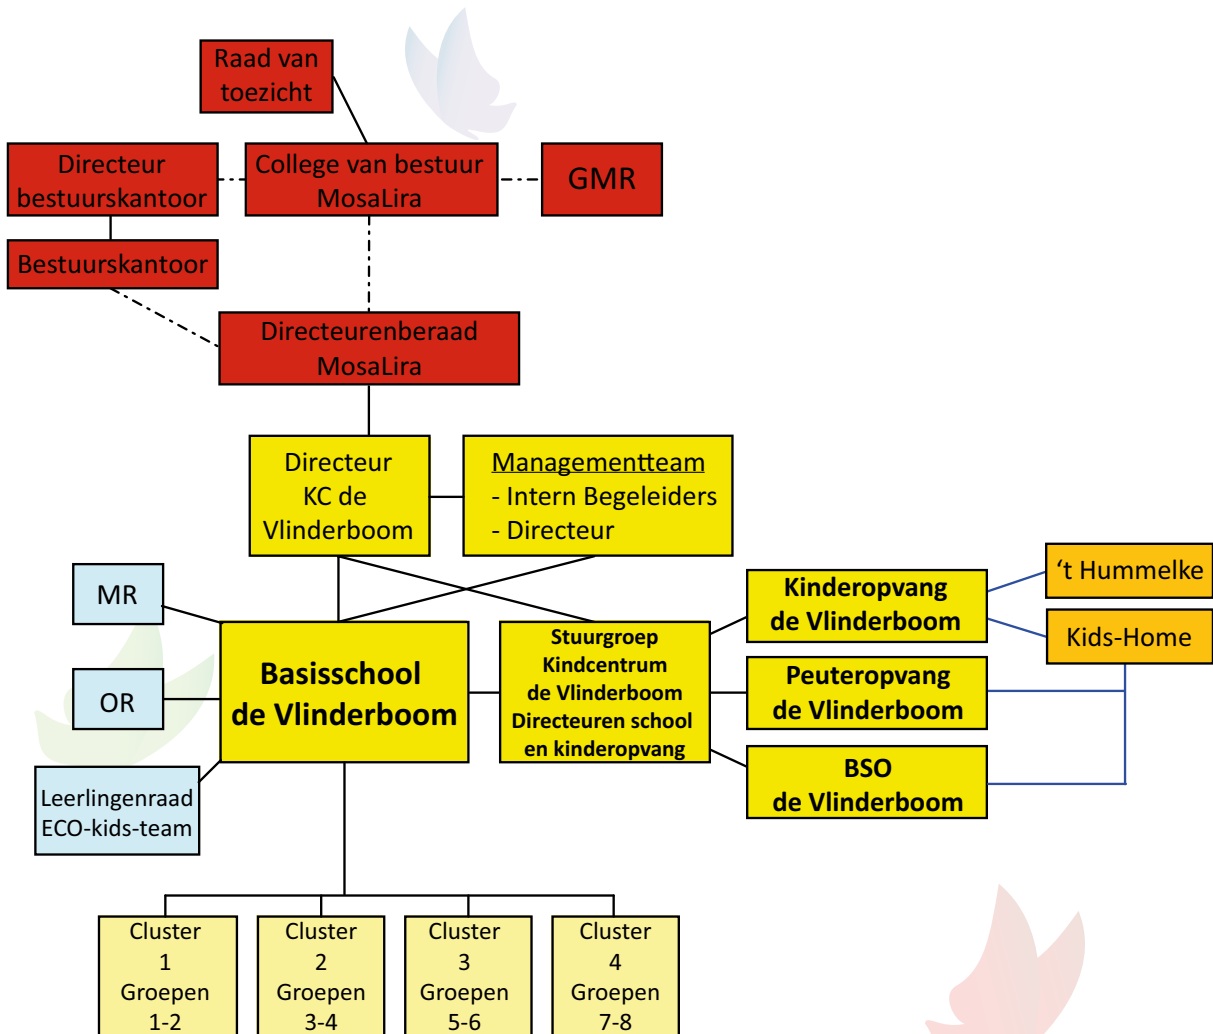 Raad van
toezicht
Directeur
bestuurskantoor
College van bestuur
MosaLira
GMR
Bestuurskantoor
Directeurenberaad
MosaLira
Directeur
KC de
Vlinderboom
Managementteam
- Intern Begeleiders
- Directeur
MR
OR
Leerlingenraad
ECO-kids-team
Basisschool
de Vlinderboom
Stuurgroep
Kindcentrum
de Vlinderboom
Directeuren school
en kinderopvang
Kinderopvang
de Vlinderboom
Peuteropvang
de Vlinderboom
BSO
de Vlinderboom
‘t Hummelke
Kids-Home
Cluster
1
Groepen
1-2
Cluster
2
Groepen
3-4
Cluster
3
Groepen
5-6
Cluster
4
Groepen
7-8